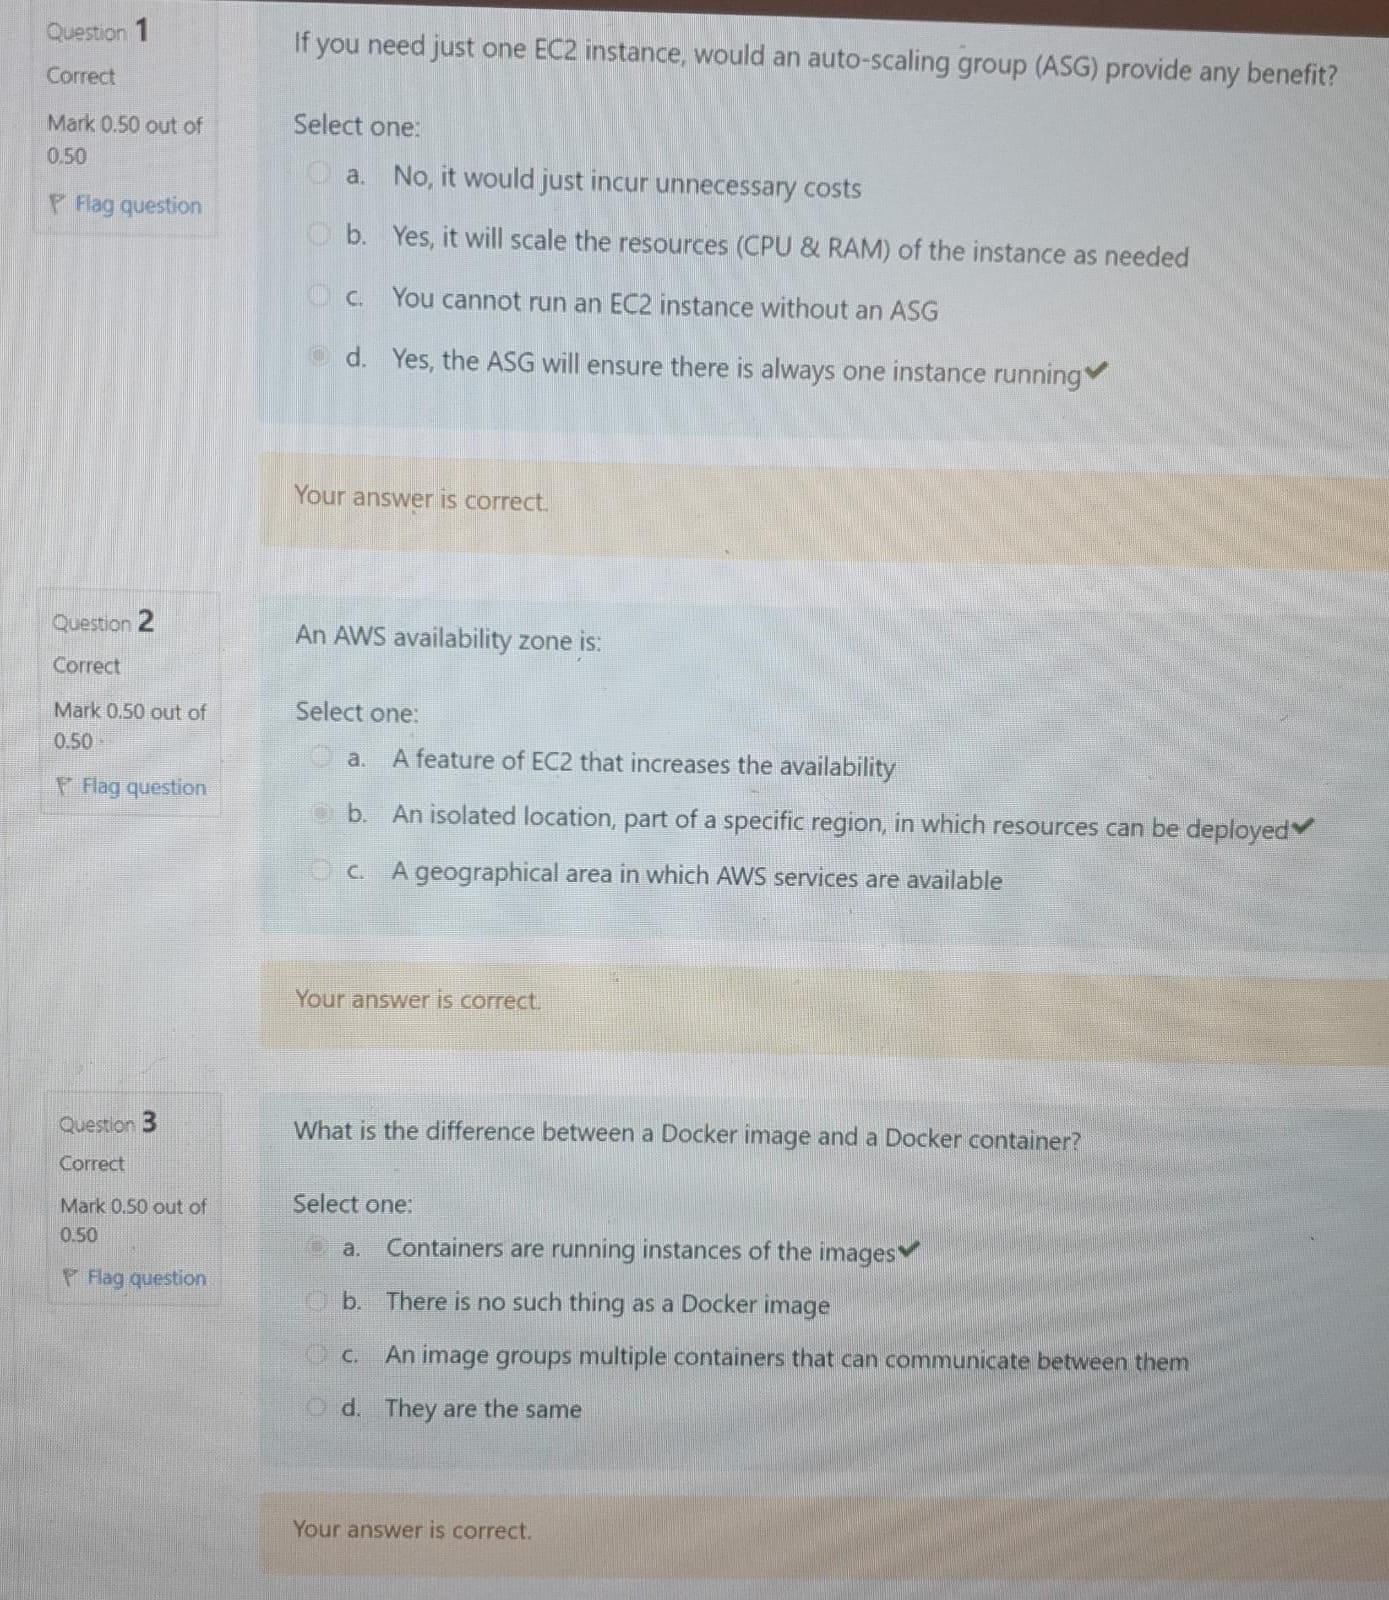 Question 1
Correct
Mark 0.50 out of
0.50
Flag question
If you need just one EC2 instance, would an auto-scaling group (ASG) provide any benefit?
Select one:
a. No, it would just incur unnecessary costs
b. Yes, it will scale the resources (CPU & RAM) of the instance as needed
c. You cannot run an EC2 instance without an ASG
d. Yes, the ASG will ensure there is always one instance running
Your answer is correct.
Question 2
Correct
Mark 0.50 out of
0.50
Flag question
An AWS availability zone is:
Select one:
a. A feature of EC2 that increases the availability
b. An isolated location, part of a specific region, in which resources can be deployed
c. A geographical area in which AWS services are available
Your answer is correct.
Question 3
Correct
Mark 0.50 out of
0.50
Flag question
What is the difference between a Docker image and a Docker container?
Select one:
a. Containers are running instances of the images
b. There is no such thing as a Docker image
c. An image groups multiple containers that can communicate between them
d. They are the same
Your answer is correct.